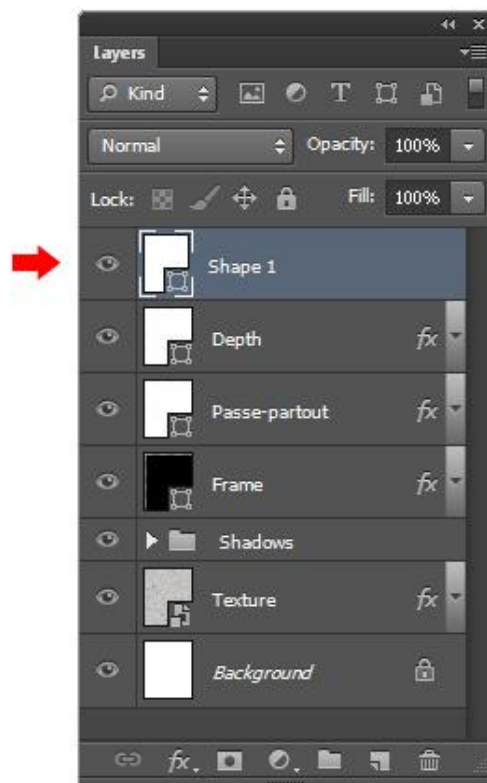 Layers
Kind
Normal Opacity: 100%
Lock: Fill: 100%
Shape 1
Depth fx
Passe-partout fx
Frame fx
Shadows
Texture fx
Background
fx